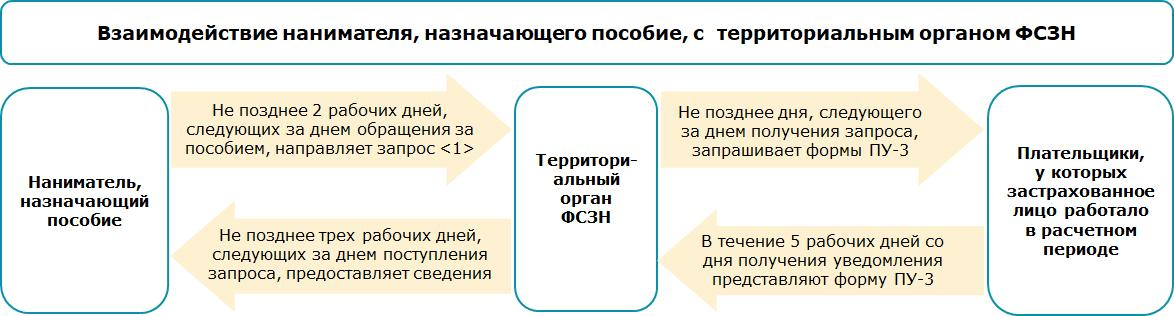 Взаимодействие нанимателя, назначающего пособие, с территориальным органом ФСЗН
Наниматель,
назначающий
пособие
Не позднее 2 рабочих дней,
следующих за днем обращения за
пособием, направляет запрос <1>
Не позднее трех рабочих дней,
следующих за днем поступления
запроса, предоставляет сведения
Территори-
альный
орган
ФСЗН
Не позднее дня, следующего
за днем получения запроса,
запрашивает формы ПУ-3
В течение 5 рабочих дней со
дня получения уведомления
представляют форму ПУ-3
Плательщики,
у которых
застрахованное
лицо работало
в расчетном
периоде